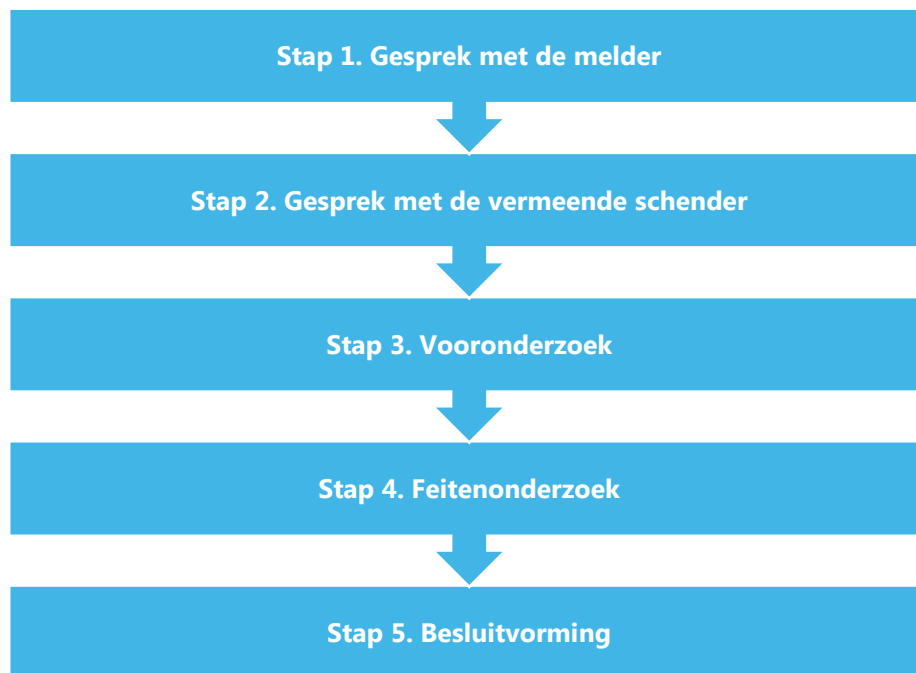 Stap 1. Gesprek met de melder
Stap 2. Gesprek met de vermeende schender
Stap 3. Vooronderzoek
Stap 4. Feitenonderzoek
Stap 5. Besluitvorming